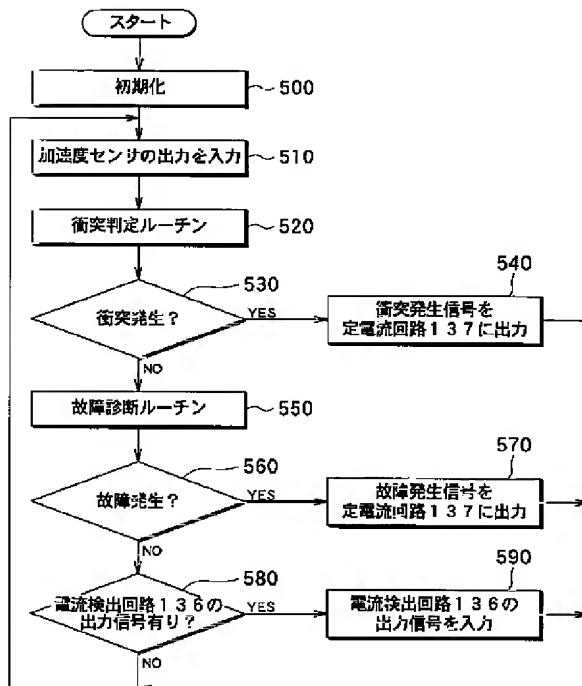 スタート
初期化
500
加速度センサの出力を入力
510
衝突判定ルーチン
520
530
衝突発生？
YES
NO
540
衝突発生信号を
定電流回路１３７に出力
故障診断ルーチン
550
560
故障発生？
YES
NO
570
故障発生信号を
定電流回路１３７に出力
580
電流検出回路１３６の
出力信号有り？
YES
NO
590
電流検出回路１３６の
出力信号を入力